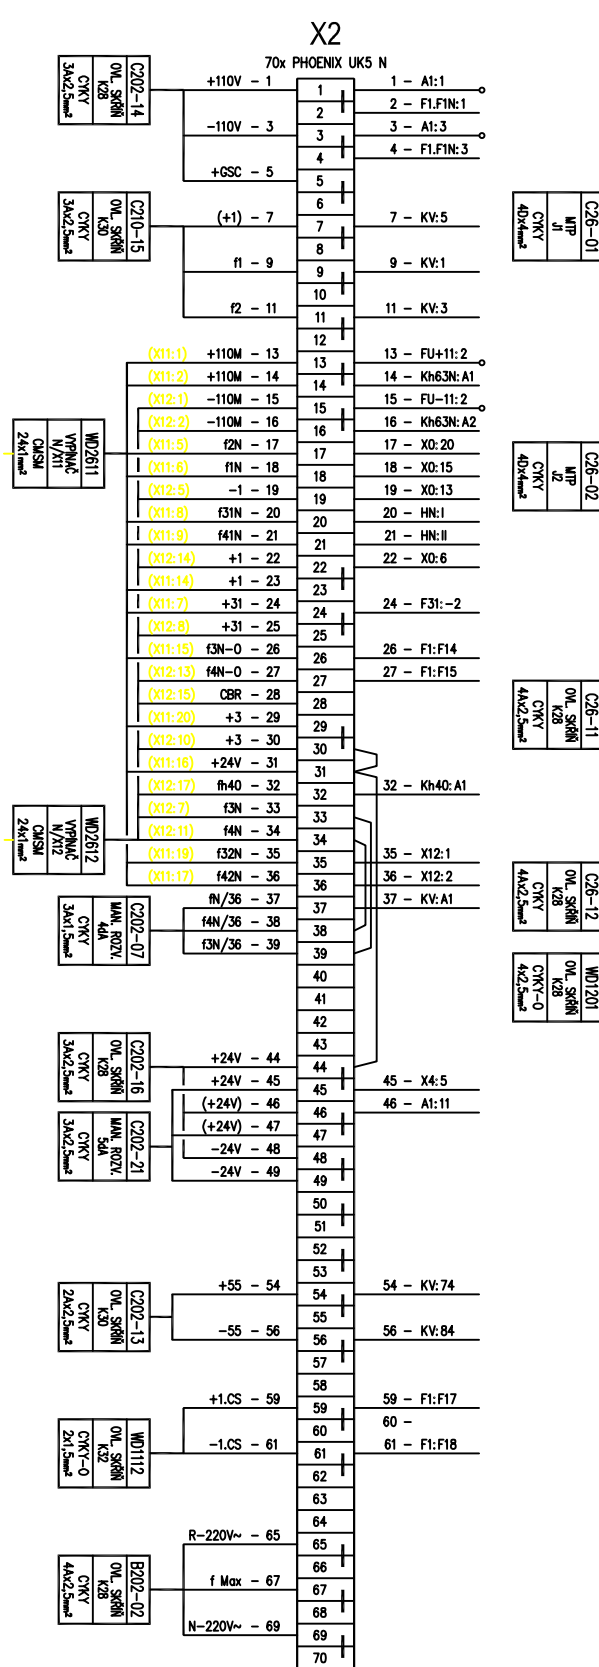 X2
70x PHOENIX UK5 N
C202-14
OVL. SKŘÍŇ
K28
CYKY
3Ax2,5mm²
+110V - 1
-110V - 3
+GSC - 5
1 - A1:1
2 - F1.F1N:1
3 - A1:3
4 - F1.F1N:3
C210-15
OVL. SKŘÍŇ
K30
CYKY
3Ax2,5mm²
(+1) - 7
f1 - 9
f2 - 11
7 - KV:5
9 - KV:1
11 - KV:3
WD2611
VYPÍNAČ
N/X11
CMSM
24x1mm²
WD2612
VYPÍNAČ
N/X12
CMSM
24x1mm²
(X11:1) +110M - 13
(X11:2) +110M - 14
(X12:1) -110M - 15
(X12:2) -110M - 16
(X11:5) f2N - 17
(X11:6) f1N - 18
(X12:5) -1 - 19
(X11:8) f31N - 20
(X11:9) f41N - 21
(X12:14) +1 - 22
(X11:14) +1 - 23
(X11:7) +31 - 24
(X12:8) +31 - 25
(X11:15) f3N-0 - 26
(X12:13) f4N-0 - 27
(X12:15) CBR - 28
(X11:20) +3 - 29
(X12:10) +3 - 30
(X11:16) +24V - 31
(X12:17) fh40 - 32
(X12:7) f3N - 33
(X12:11) f4N - 34
(X11:19) f32N - 35
(X11:17) f42N - 36
13 - FU+11:2
14 - Kh63N:A1
15 - FU-11:2
16 - Kh63N:A2
17 - X0:20
18 - X0:15
19 - X0:13
20 - HN:I
21 - HN:II
22 - X0:6
24 - F31:-2
26 - F1:F14
27 - F1:F15
32 - Kh40:A1
35 - X12:1
36 - X12:2
37 - KV:A1
C202-07
MAN. ROZV.
4dA
CYKY
3Ax1,5mm²
fN/36 - 37
f4N/36 - 38
f3N/36 - 39
C202-16
OVL. SKŘÍŇ
K28
CYKY
3Ax2,5mm²
C202-21
MAN. ROZV.
5dA
CYKY
3Ax2,5mm²
+24V - 44
+24V - 45
(+24V) - 46
(+24V) - 47
-24V - 48
-24V - 49
45 - X4:5
46 - A1:11
C202-13
OVL. SKŘÍŇ
K30
CYKY
2Ax2,5mm²
+55 - 54
-55 - 56
54 - KV:74
56 - KV:84
WD1112
OVL. SKŘÍŇ
K32
CYKY-O
2x1,5mm²
+1.CS - 59
-1.CS - 61
59 - F1:F17
60 -
61 - F1:F18
B202-02
OVL. SKŘÍŇ
K28
CYKY
4Ax2,5mm²
R-220V~ - 65
f Max - 67
N-220V~ - 69
1
2
3
4
5
6
7
8
9
10
11
12
13
14
15
16
17
18
19
20
21
22
23
24
25
26
27
28
29
30
31
32
33
34
35
36
37
38
39
40
41
42
43
44
45
46
47
48
49
50
51
52
53
54
55
56
57
58
59
60
61
62
63
64
65
66
67
68
69
70
C26-01
MTP
J1
CYKY
4Dx4mm²
C26-02
MTP
J2
CYKY
4Dx4mm²
C26-11
OVL. SKŘÍŇ
K28
CYKY
4Ax2,5mm²
C26-12
OVL. SKŘÍŇ
K28
CYKY
4Ax2,5mm²
WD1201
OVL. SKŘÍŇ
K28
CYKY-O
4x2,5mm²